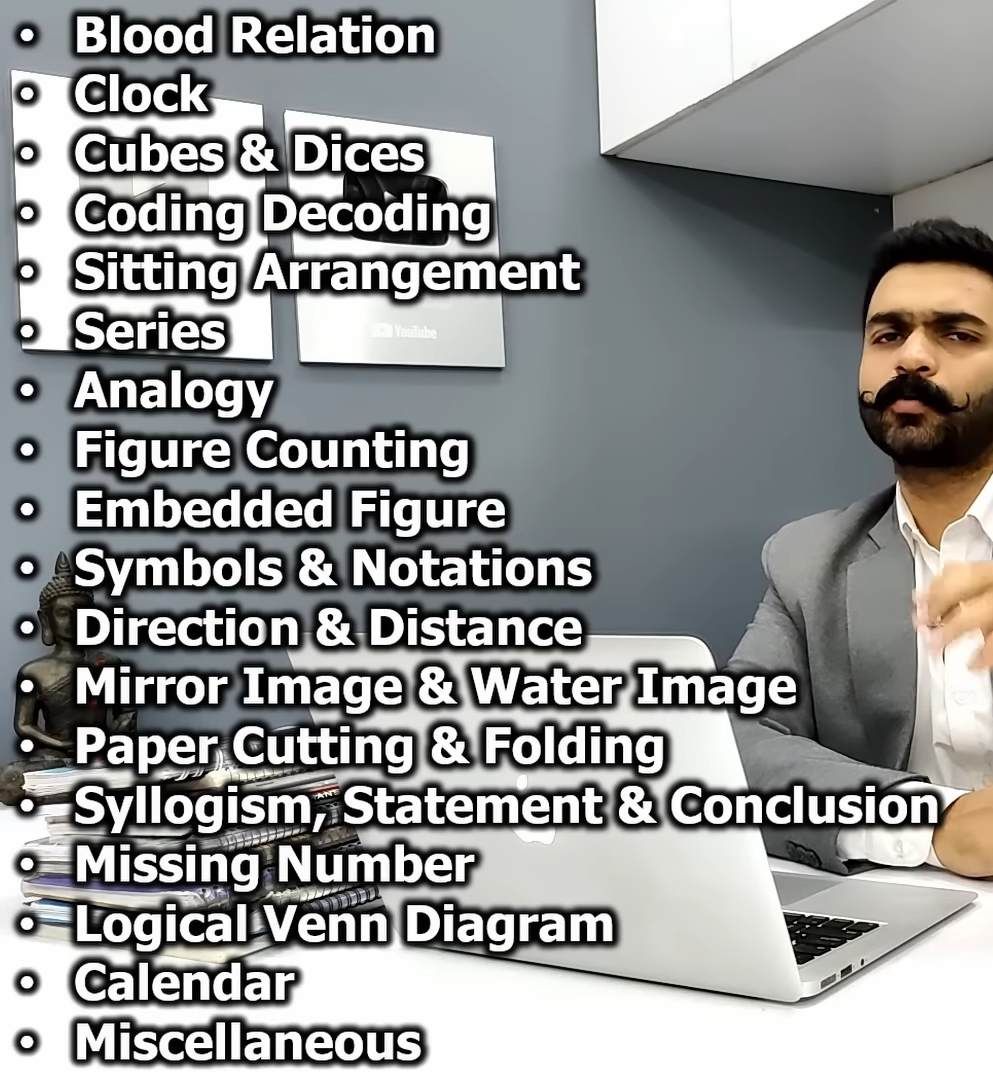 • Blood Relation
• Clock
• Cubes & Dices
• Coding Decoding
• Sitting Arrangement
• Series
YouTube
• Analogy
• Figure Counting
• Embedded Figure
• Symbols & Notations
• Direction & Distance
• Mirror Image & Water Image
• Paper Cutting & Folding
• Syllogism, Statement & Conclusion
• Missing Number
• Logical Venn Diagram
• Calendar
• Miscellaneous